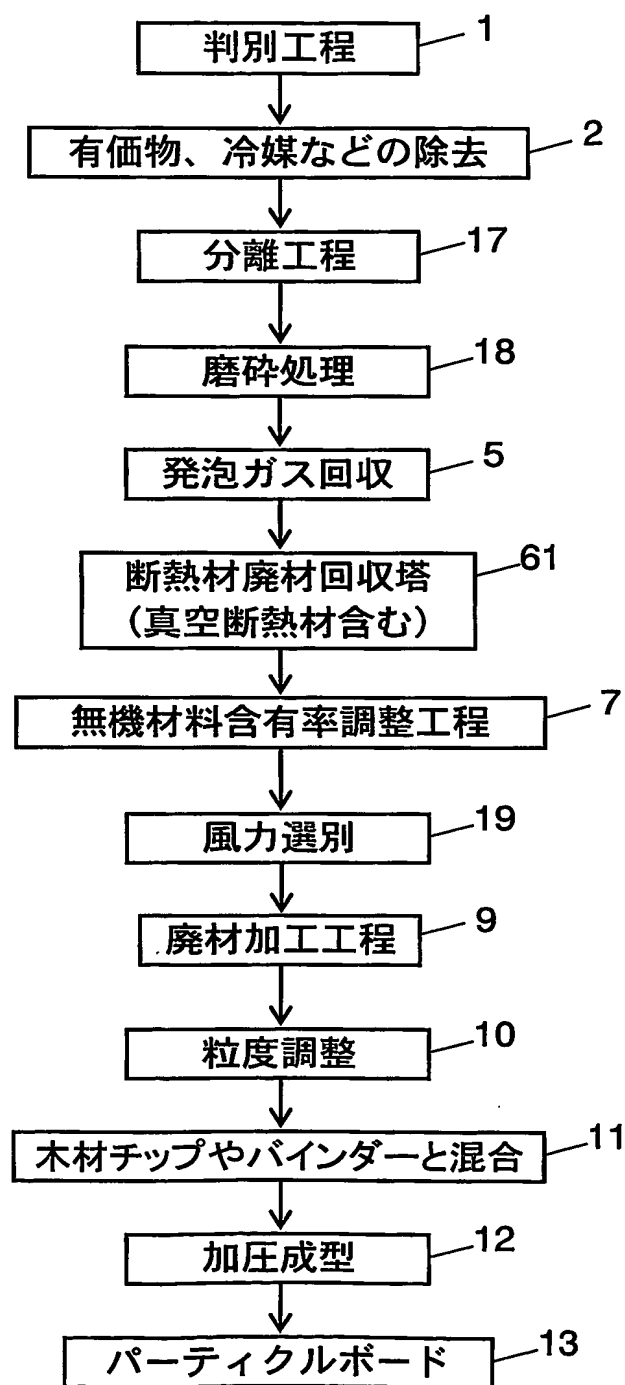 判別工程
1
有価物、冷媒などの除去
2
分離工程
17
磨砕処理
18
発泡ガス回収
5
断熱材廃材回収塔
(真空断熱材含む)
61
無機材料含有率調整工程
7
風力選別
19
廃材加工工程
9
粒度調整
10
木材チップやバインダーと混合
11
加圧成型
12
パーティクルボード
13